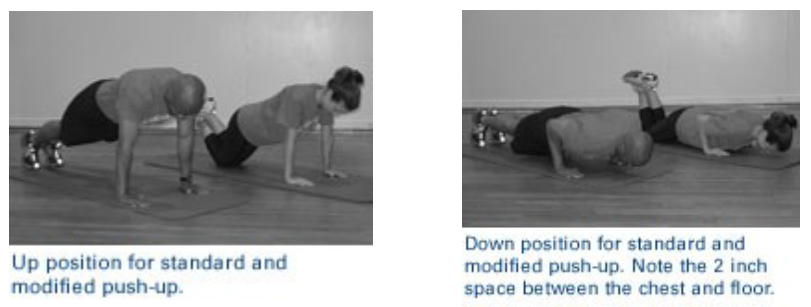 Up position for standard and
modified push-up.
Down position for standard and
modified push-up. Note the 2 inch
space between the chest and floor.